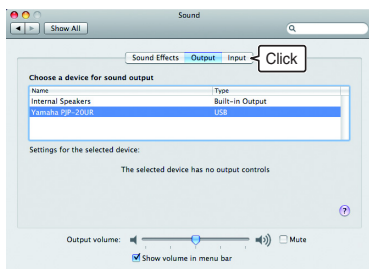 Sound
Show All
Sound Effects Output Input
Click
Choose a device for sound output
Name Type
Internal Speakers Built-in Output
Yamaha PJP-20UR USB
Settings for the selected device:
The selected device has no output controls
?
Output volume: Mute
Show volume in menu bar